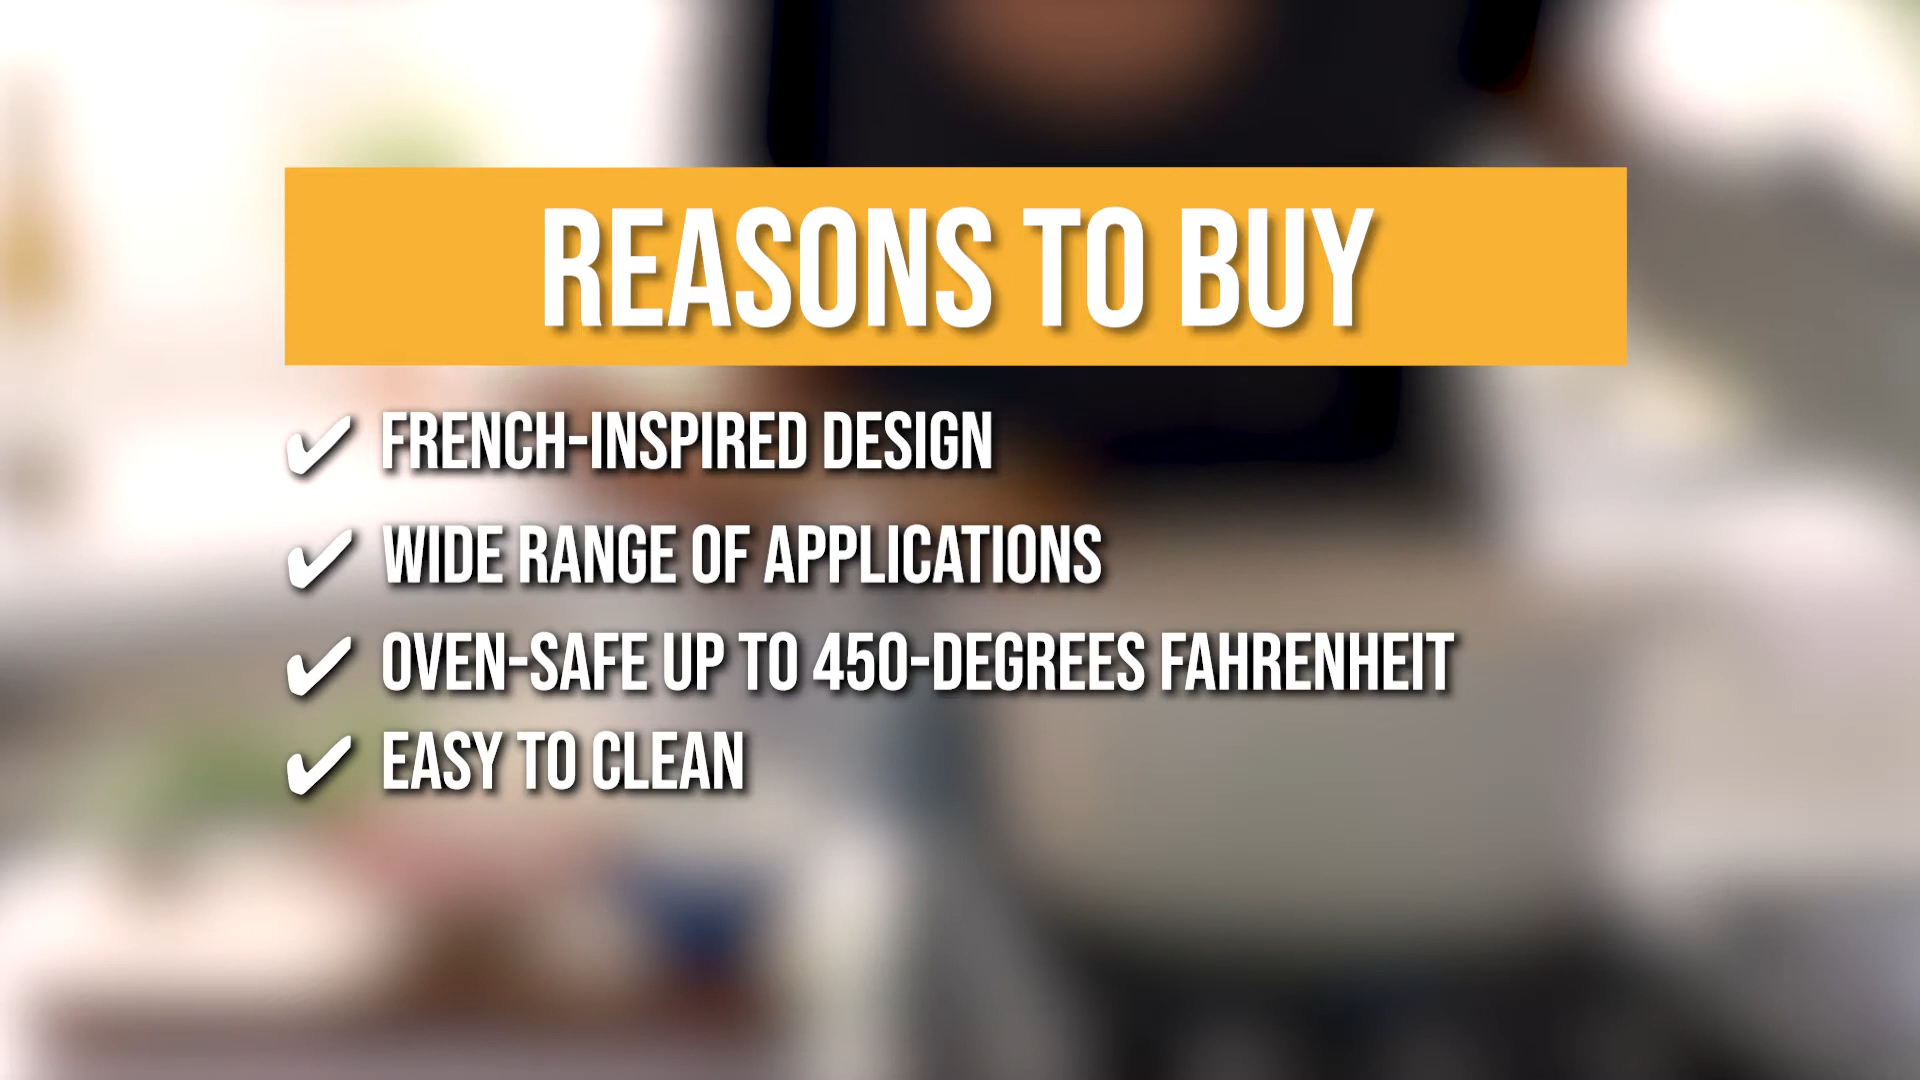 REASONS TO BUY
✔ FRENCH-INSPIRED DESIGN
✔ WIDE RANGE OF APPLICATIONS
✔ OVEN-SAFE UP TO 450-DEGREES FAHRENHEIT
✔ EASY TO CLEAN